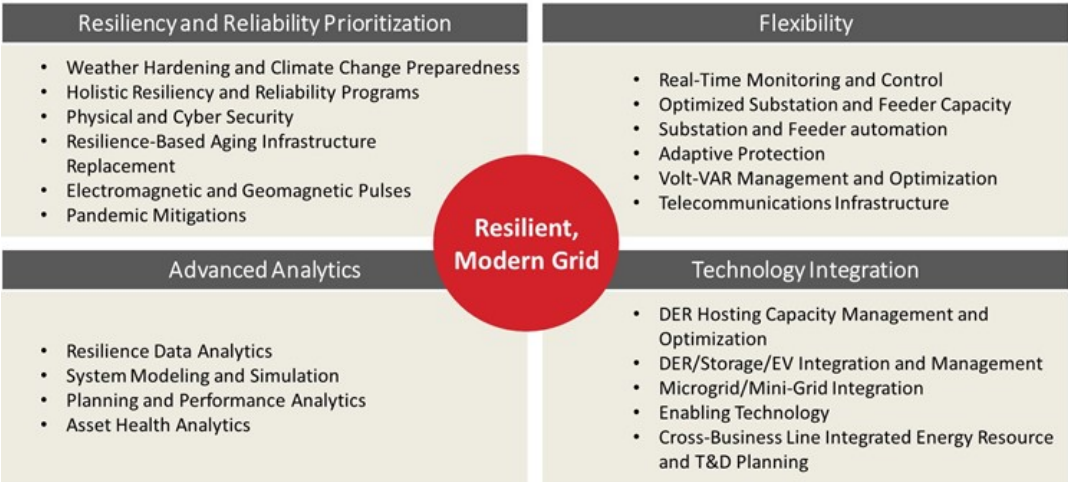 Resiliency and Reliability Prioritization
• Weather Hardening and Climate Change Preparedness
• Holistic Resiliency and Reliability Programs
• Physical and Cyber Security
• Resilience-Based Aging Infrastructure
Replacement
• Electromagnetic and Geomagnetic Pulses
• Pandemic Mitigations
Flexibility
• Real-Time Monitoring and Control
• Optimized Substation and Feeder Capacity
• Substation and Feeder automation
• Adaptive Protection
• Volt-VAR Management and Optimization
• Telecommunications Infrastructure
Resilient,
Modern Grid
Advanced Analytics
• Resilience Data Analytics
• System Modeling and Simulation
• Planning and Performance Analytics
• Asset Health Analytics
Technology Integration
• DER Hosting Capacity Management and
Optimization
• DER/Storage/EV Integration and Management
• Microgrid/Mini-Grid Integration
• Enabling Technology
• Cross-Business Line Integrated Energy Resource
and T&D Planning